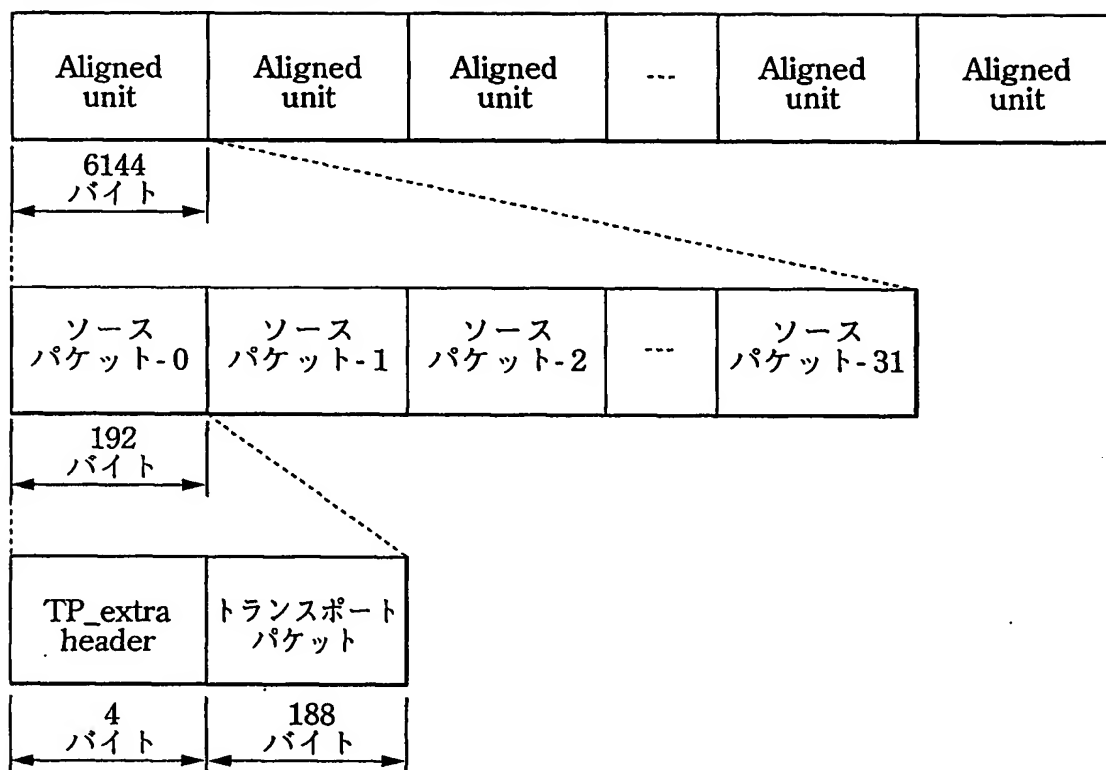 Aligned unit
Aligned unit
Aligned unit
---
Aligned unit
Aligned unit
6144
バイト
ソース
パケット-0
ソース
パケット-1
ソース
パケット-2
---
ソース
パケット-31
192
バイト
TP_extra
header
トランスポート
パケット
4
バイト
188
バイト